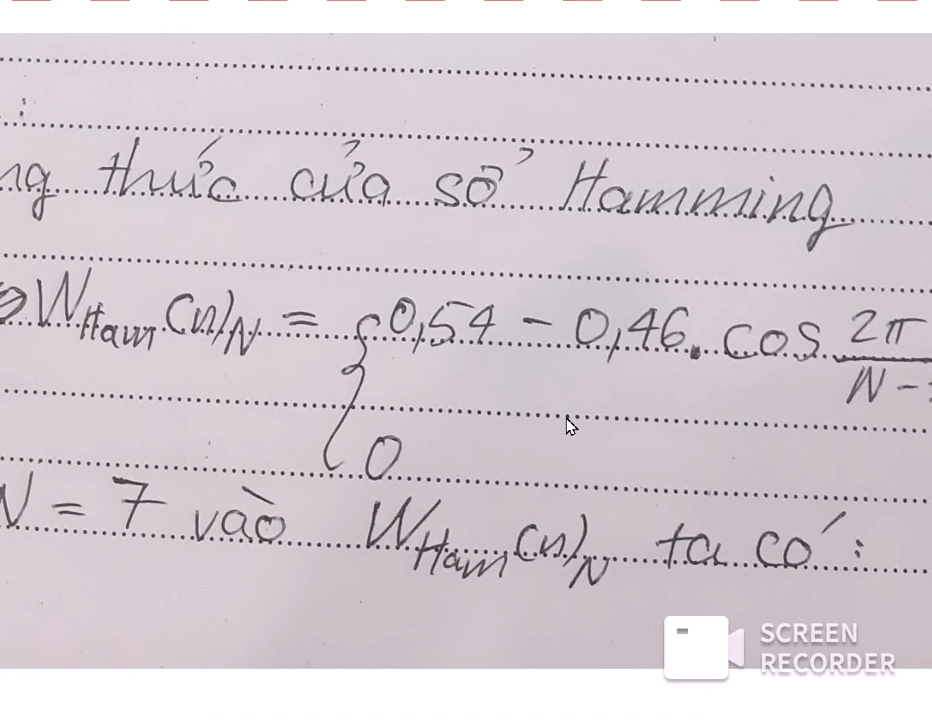 ng thức cửa sổ Hamming
W_Ham(n)_N = { 0,54 - 0,46. cos 2π / N -
0
N = 7 vào W_Ham(n)_N ta có:
SCREEN
RECORDER